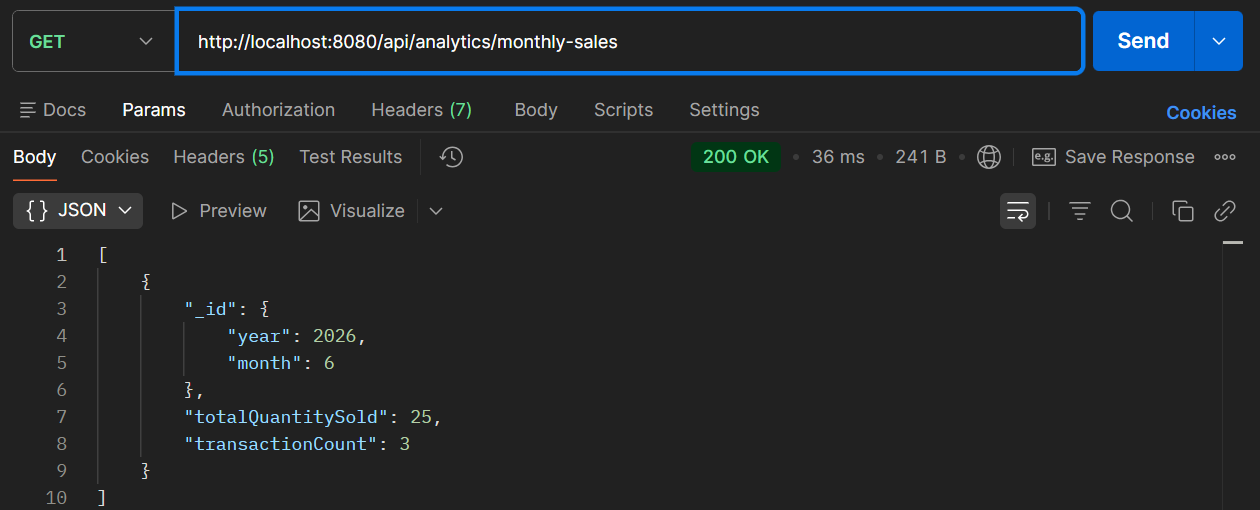 GET http://localhost:8080/api/analytics/monthly-sales Send
Docs Params Authorization Headers (7) Body Scripts Settings Cookies
Body Cookies Headers (5) Test Results 200 OK • 36 ms • 241 B • e.g. Save Response
{} JSON Preview Visualize
1 [
2 {
3 "_id": {
4 "year": 2026,
5 "month": 6
6 },
7 "totalQuantitySold": 25,
8 "transactionCount": 3
9 }
10 ]